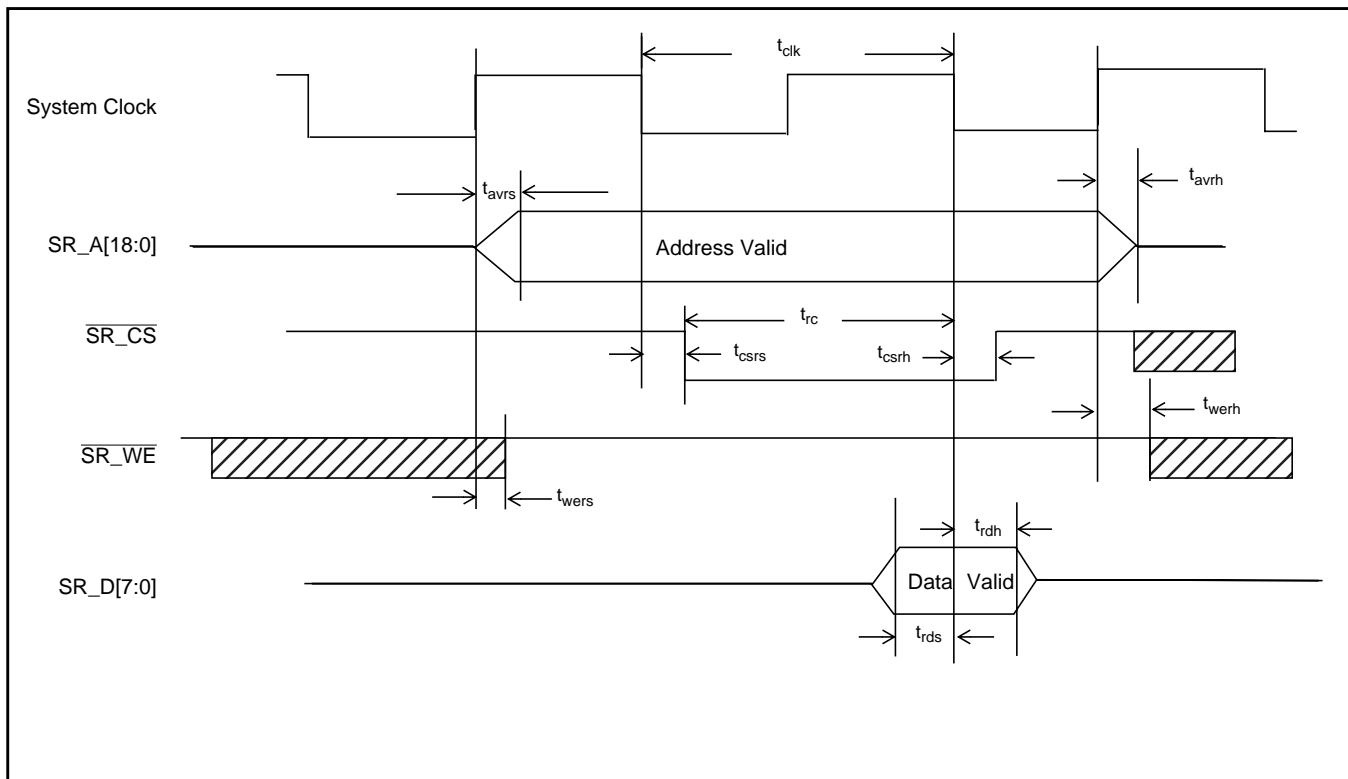 t_clk
System Clock
t_avrs
t_avrh
SR_A[18:0]
Address Valid
t_rc
SR_CS
t_csrs
t_csrh
t_werh
SR_WE
t_wers
t_rdh
SR_D[7:0]
Data Valid
t_rds